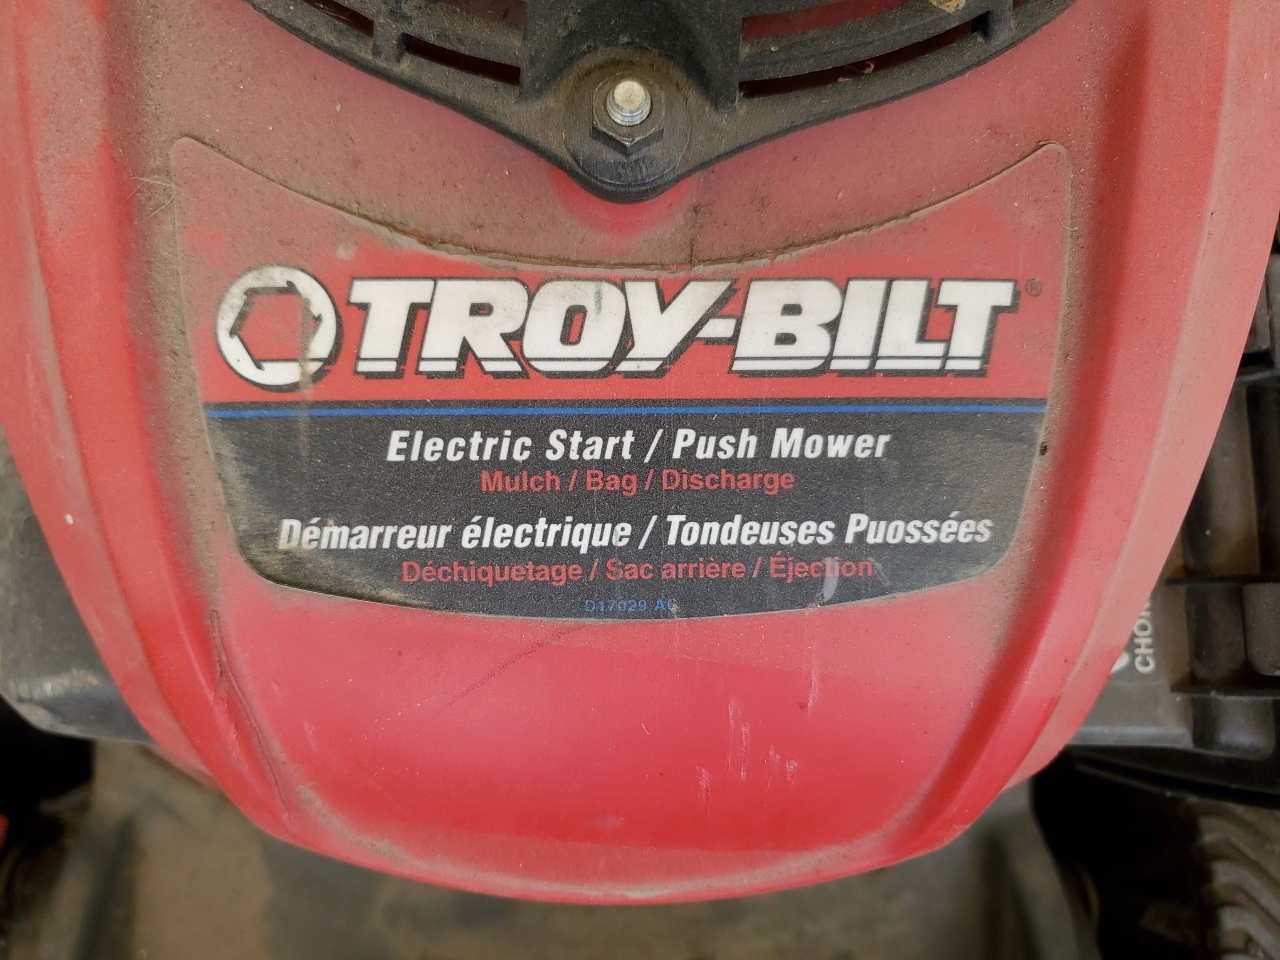 TROY-BILT®
Electric Start / Push Mower
Mulch / Bag / Discharge
Démarreur électrique / Tondeuses Puossées
Déchiquetage / Sac arrière / Éjection
D17029 AC